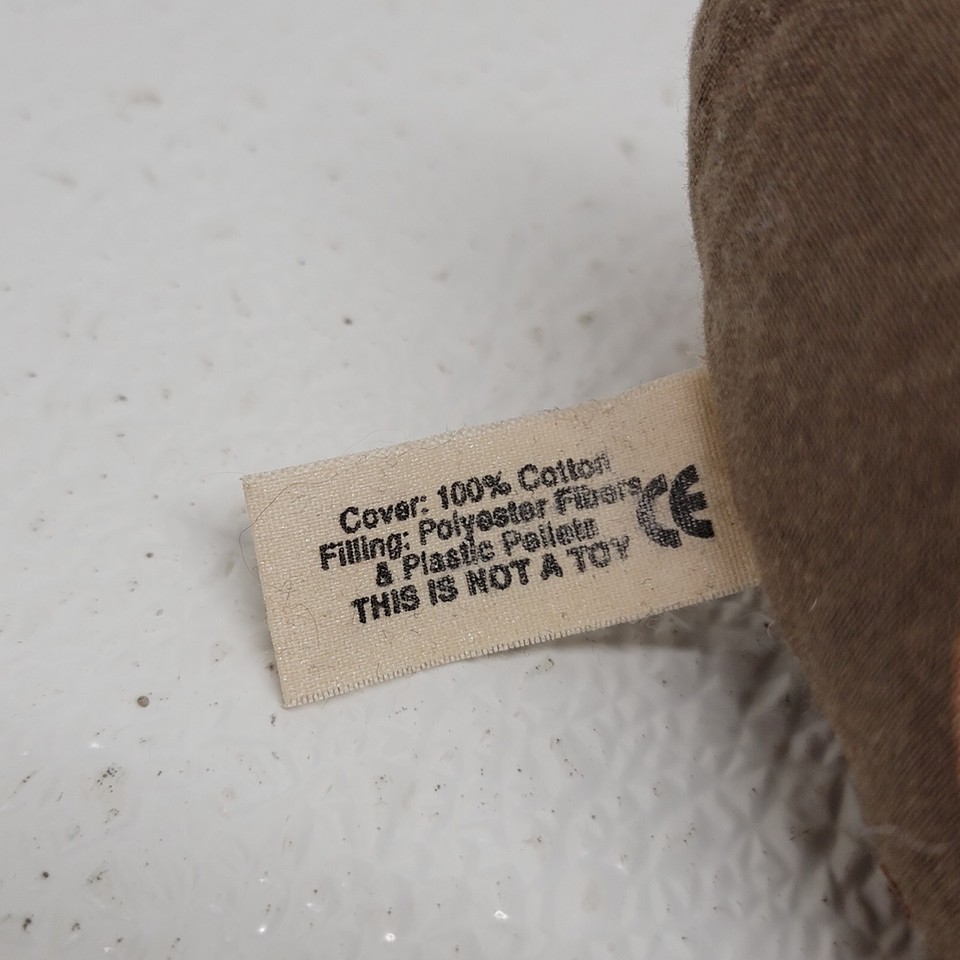 Cover: 100% Cotton
Filling: Polyester Fibers
& Plastic Pellets
THIS IS NOT A TOY
CE